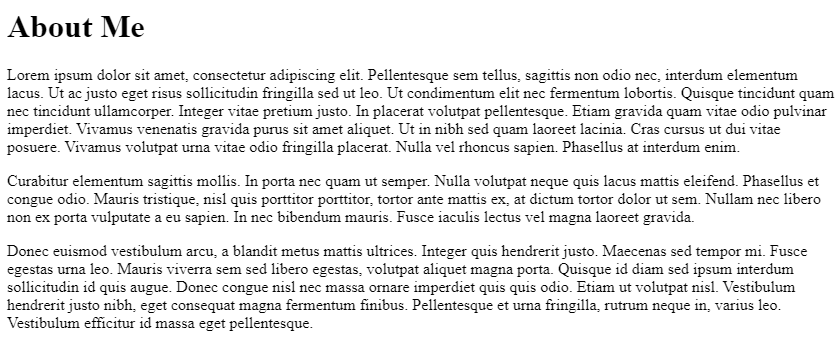 About Me
Lorem ipsum dolor sit amet, consectetur adipiscing elit. Pellentesque sem tellus, sagittis non odio nec, interdum elementum
lacus. Ut ac justo eget risus sollicitudin fringilla sed ut leo. Ut condimentum elit nec fermentum lobortis. Quisque tincidunt quam
nec tincidunt ullamcorper. Integer vitae pretium justo. In placerat volutpat pellentesque. Etiam gravida quam vitae odio pulvinar
imperdiet. Vivamus venenatis gravida purus sit amet aliquet. Ut in nibh sed quam laoreet lacinia. Cras cursus ut dui vitae
posuere. Vivamus volutpat urna vitae odio fringilla placerat. Nulla vel rhoncus sapien. Phasellus at interdum enim.
Curabitur elementum sagittis mollis. In porta nec quam ut semper. Nulla volutpat neque quis lacus mattis eleifend. Phasellus et
congue odio. Mauris tristique, nisl quis porttitor porttitor, tortor ante mattis ex, at dictum tortor dolor ut sem. Nullam nec libero
non ex porta vulputate a eu sapien. In nec bibendum mauris. Fusce iaculis lectus vel magna laoreet gravida.
Donec euismod vestibulum arcu, a blandit metus mattis ultrices. Integer quis hendrerit justo. Maecenas sed tempor mi. Fusce
egestas urna leo. Mauris viverra sem sed libero egestas, volutpat aliquet magna porta. Quisque id diam sed ipsum interdum
sollicitudin id quis augue. Donec congue nisl nec massa ornare imperdiet quis quis odio. Etiam ut volutpat nisl. Vestibulum
hendrerit justo nibh, eget consequat magna fermentum finibus. Pellentesque et urna fringilla, rutrum neque in, varius leo.
Vestibulum efficitur id massa eget pellentesque.